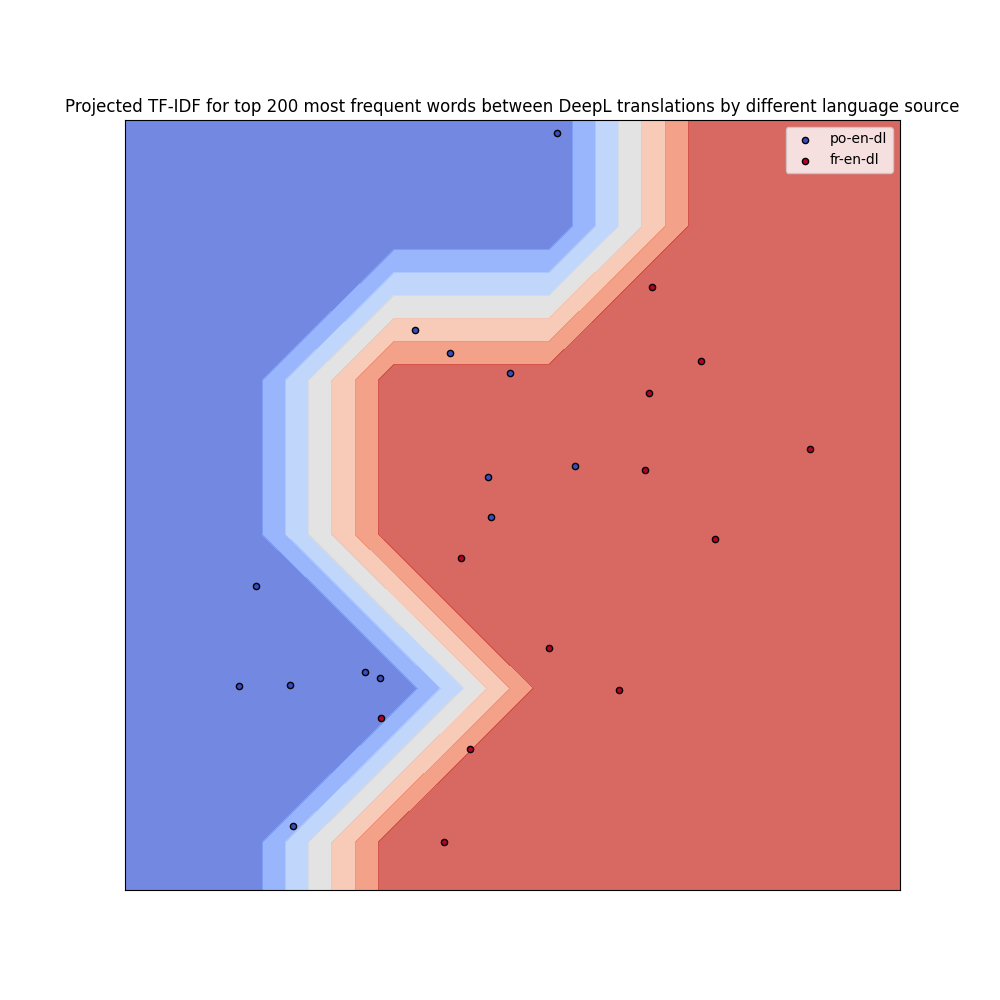 Projected TF-IDF for top 200 most frequent words between DeepL translations by different language source
po-en-dl
fr-en-dl